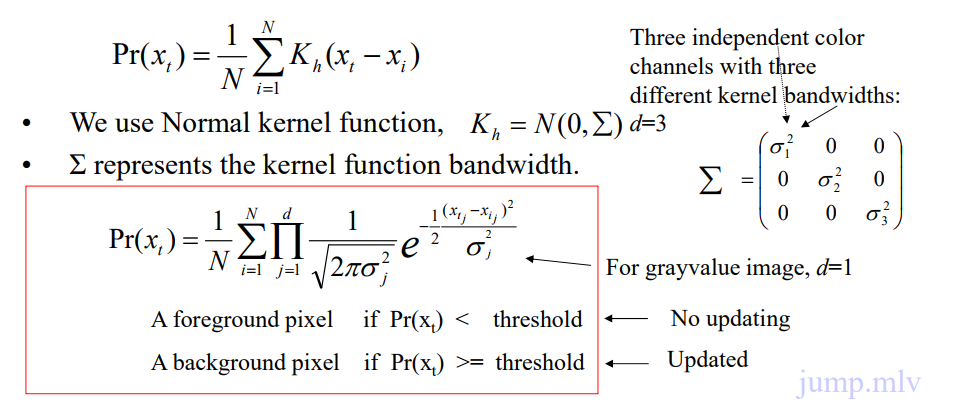 Pr(x_t) = 1/N ∑_{i=1}^{N} K_h(x_t − x_i)
Three independent color
channels with three
different kernel bandwidths:
• We use Normal kernel function, K_h = N(0,Σ) d=3
• Σ represents the kernel function bandwidth.
Σ = (σ_1^2 0 0
0 σ_2^2 0
0 0 σ_3^2)
Pr(x_t) = 1/N ∑_{i=1}^{N} ∏_{j=1}^{d} 1/√(2πσ_j^2) e^{−1/2 (x_{t_j}−x_{i_j})^2/σ_j^2}
For grayvalue image, d=1
A foreground pixel if Pr(x_t) < threshold No updating
A background pixel if Pr(x_t) >= threshold Updated
jump.mlv